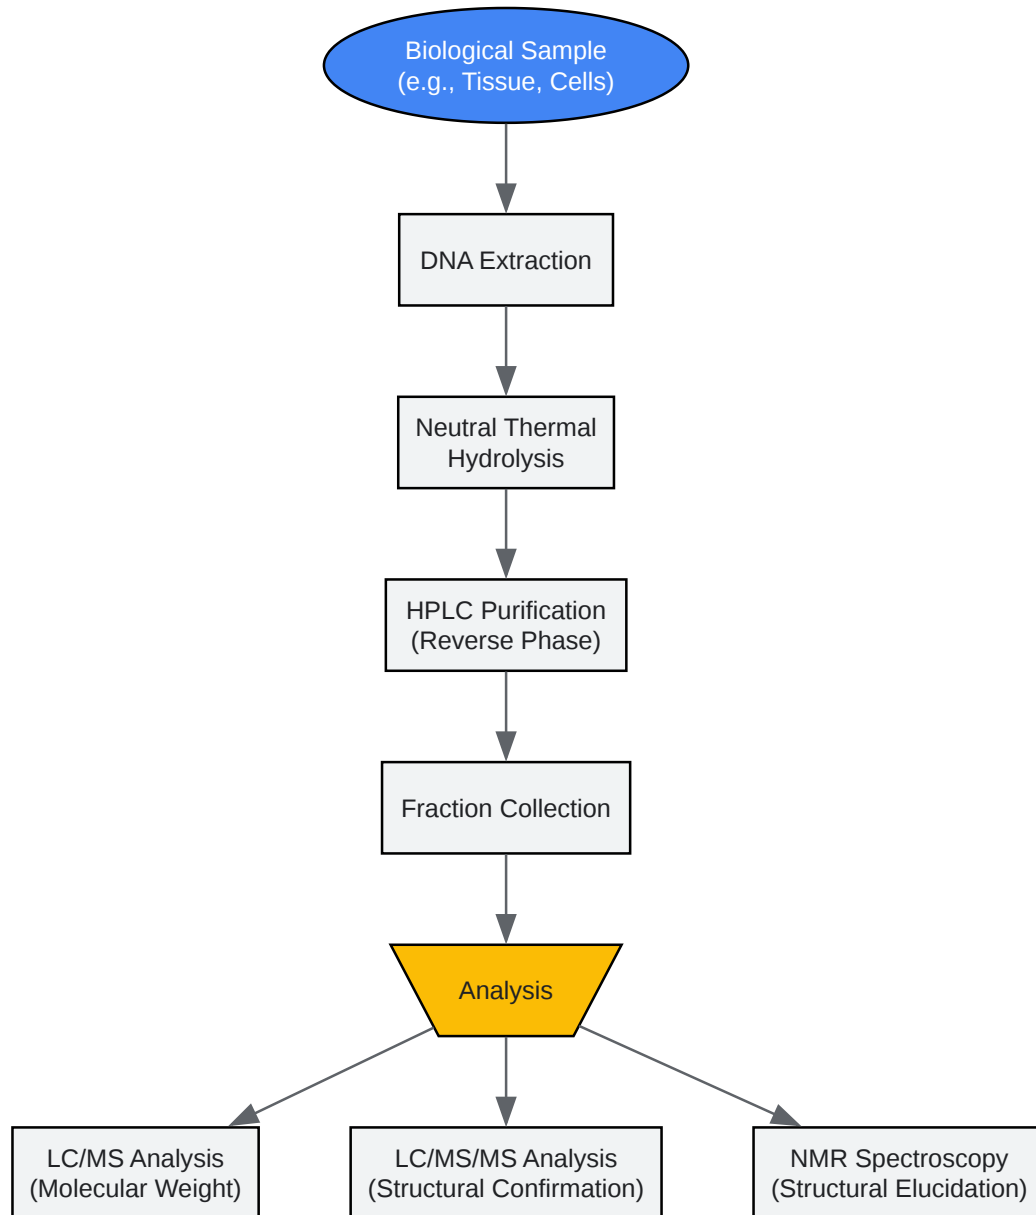 Biological Sample
(e.g., Tissue, Cells)
DNA Extraction
Neutral Thermal
Hydrolysis
HPLC Purification
(Reverse Phase)
Fraction Collection
Analysis
LC/MS Analysis
(Molecular Weight)
LC/MS/MS Analysis
(Structural Confirmation)
NMR Spectroscopy
(Structural Elucidation)